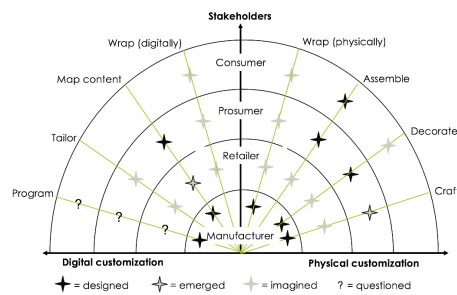 Stakeholders
Wrap (digitally)
Wrap (physically)
Consumer
Map content
Assemble
Prosumer
Tailor
Decorate
Retailer
Program
Craft
?
?
?
Manufacturer
Digital customization
Physical customization
= designed
= emerged
= imagined
? = questioned